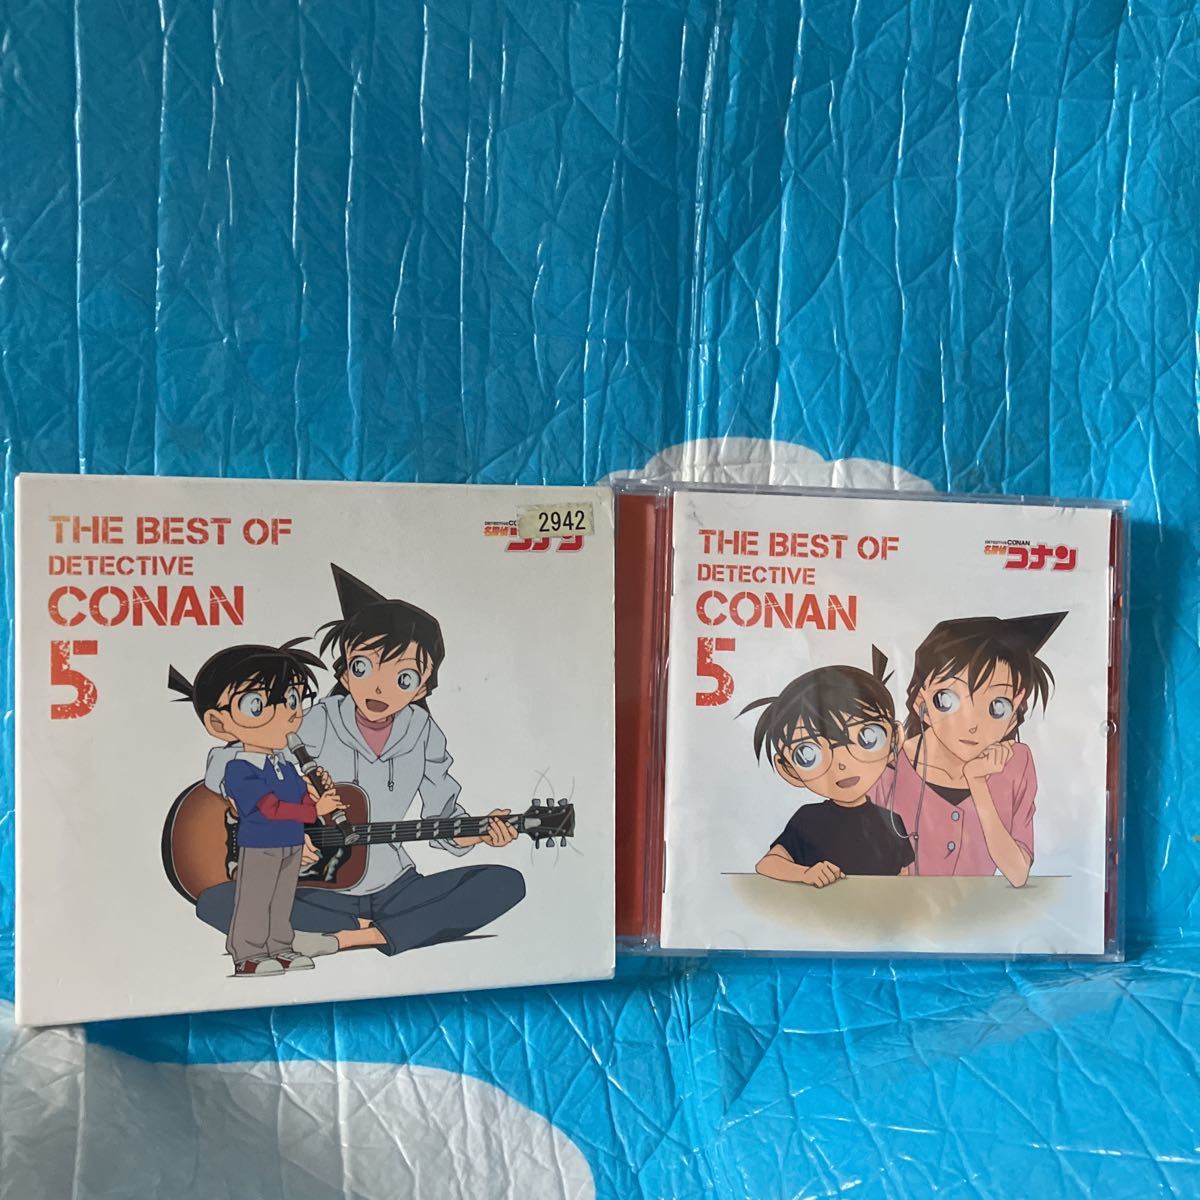 THE BEST OF
DETECTIVE
CONAN
5
DETECTIVE CO
名探偵
コナン
2942
THE BEST OF
DETECTIVE
CONAN
5
DETECTIVE CONAN
名探偵
コナン